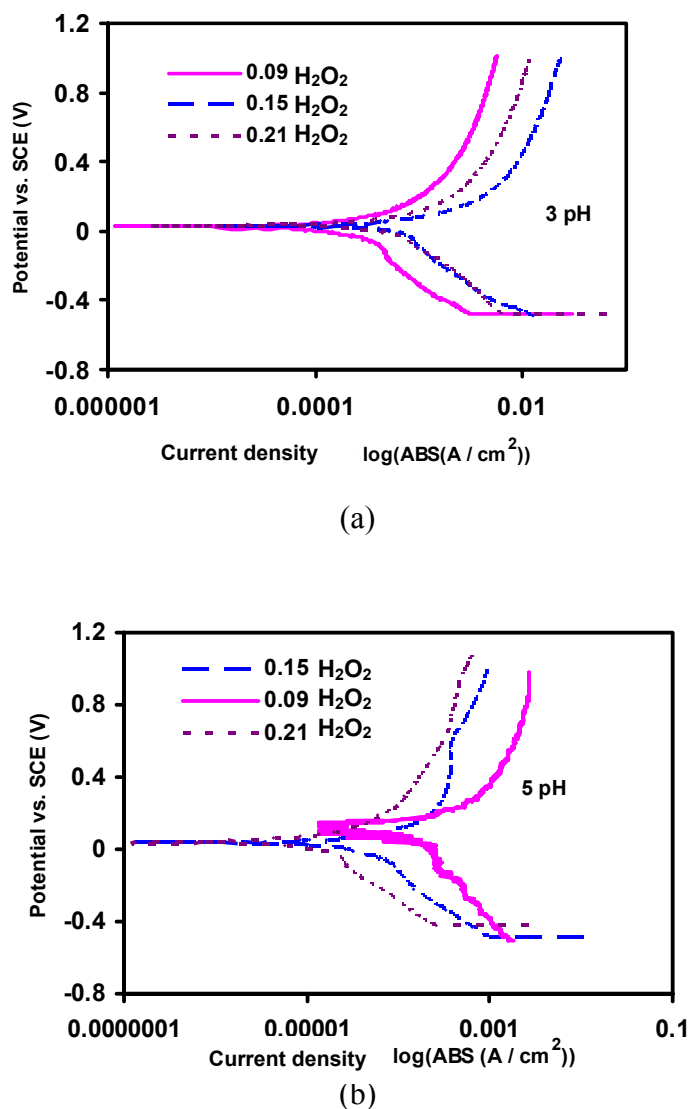 1.2
0.8
0.4
0
-0.4
-0.8
Potential vs. SCE (V)
0.09 H₂O₂
0.15 H₂O₂
0.21 H₂O₂
3 pH
0.000001 0.0001 0.01
Current density log(ABS(A / cm²))
(a)
1.2
0.8
0.4
0
-0.4
-0.8
Potential vs. SCE (V)
0.15 H₂O₂
0.09 H₂O₂
0.21 H₂O₂
5 pH
0.0000001 0.00001 0.001 0.1
Current density log(ABS (A / cm²))
(b)